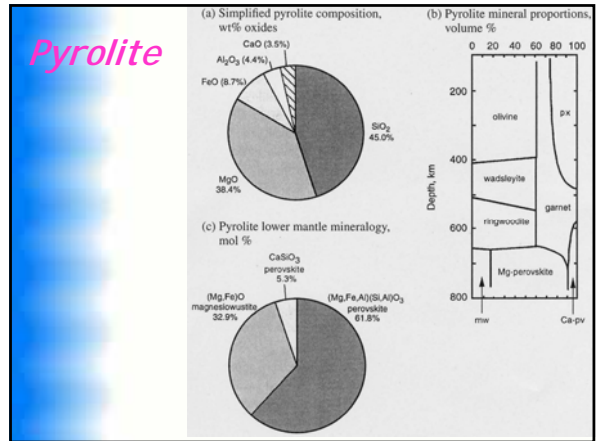 Pyrolite
(a) Simplified pyrolite composition,
wt% oxides
CaO (3.5%)
Al₂O₃ (4.4%)
FeO (8.7%)
SiO₂
45.0%
MgO
38.4%
(b) Pyrolite mineral proportions,
volume %
0 20 40 60 80 100
200
400
600
800
Depth, km
olivine
px
wadsleyite
garnet
ringwoodite
Mg-perovskite
mw
Ca-pv
(c) Pyrolite lower mantle mineralogy,
mol %
CaSiO₃
perovskite
5.3%
(Mg,Fe)O
magnesiowustite
32.9%
(Mg,Fe,Al)(Si,Al)O₃
perovskite
61.8%